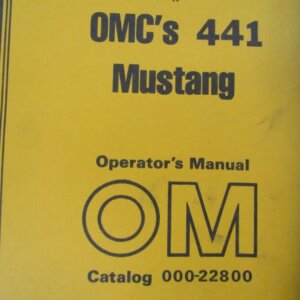 OMC's 441
Mustang
Operator's Manual
OM
Catalog 000-22800